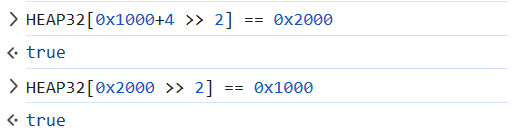 > HEAP32[0x1000+4 >> 2] == 0x2000
<· true
> HEAP32[0x2000 >> 2] == 0x1000
<· true